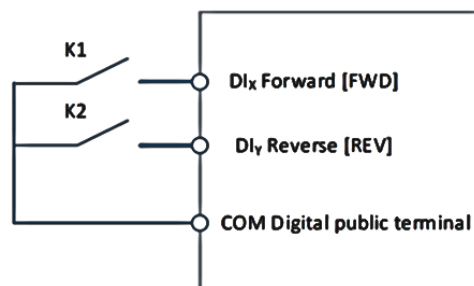 K1
DIX Forward [FWD]
K2
DIY Reverse [REV]
COM Digital public terminal